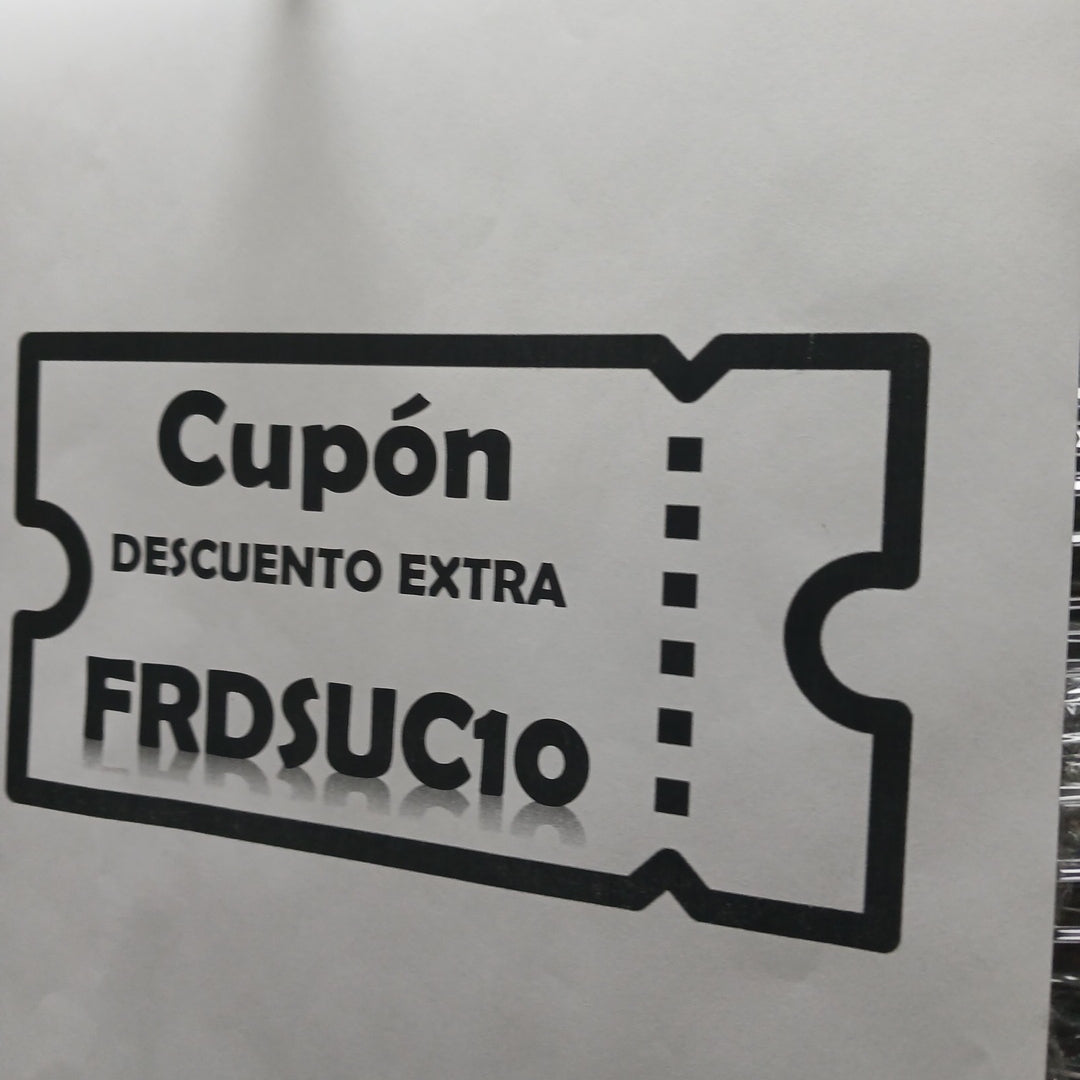 Cupón
DESCUENTO EXTRA
FRDSUC10